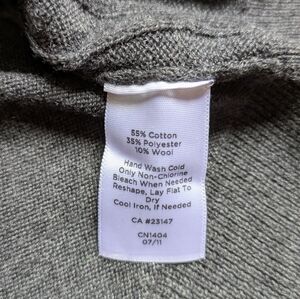 55% Cotton
35% Polyester
10% Wool
Hand Wash Cold
Only Non-Chlorine
Bleach When Needed
Reshape, Lay Flat To
Dry
Cool Iron, If Needed
CA #23147
CN1404
07/11